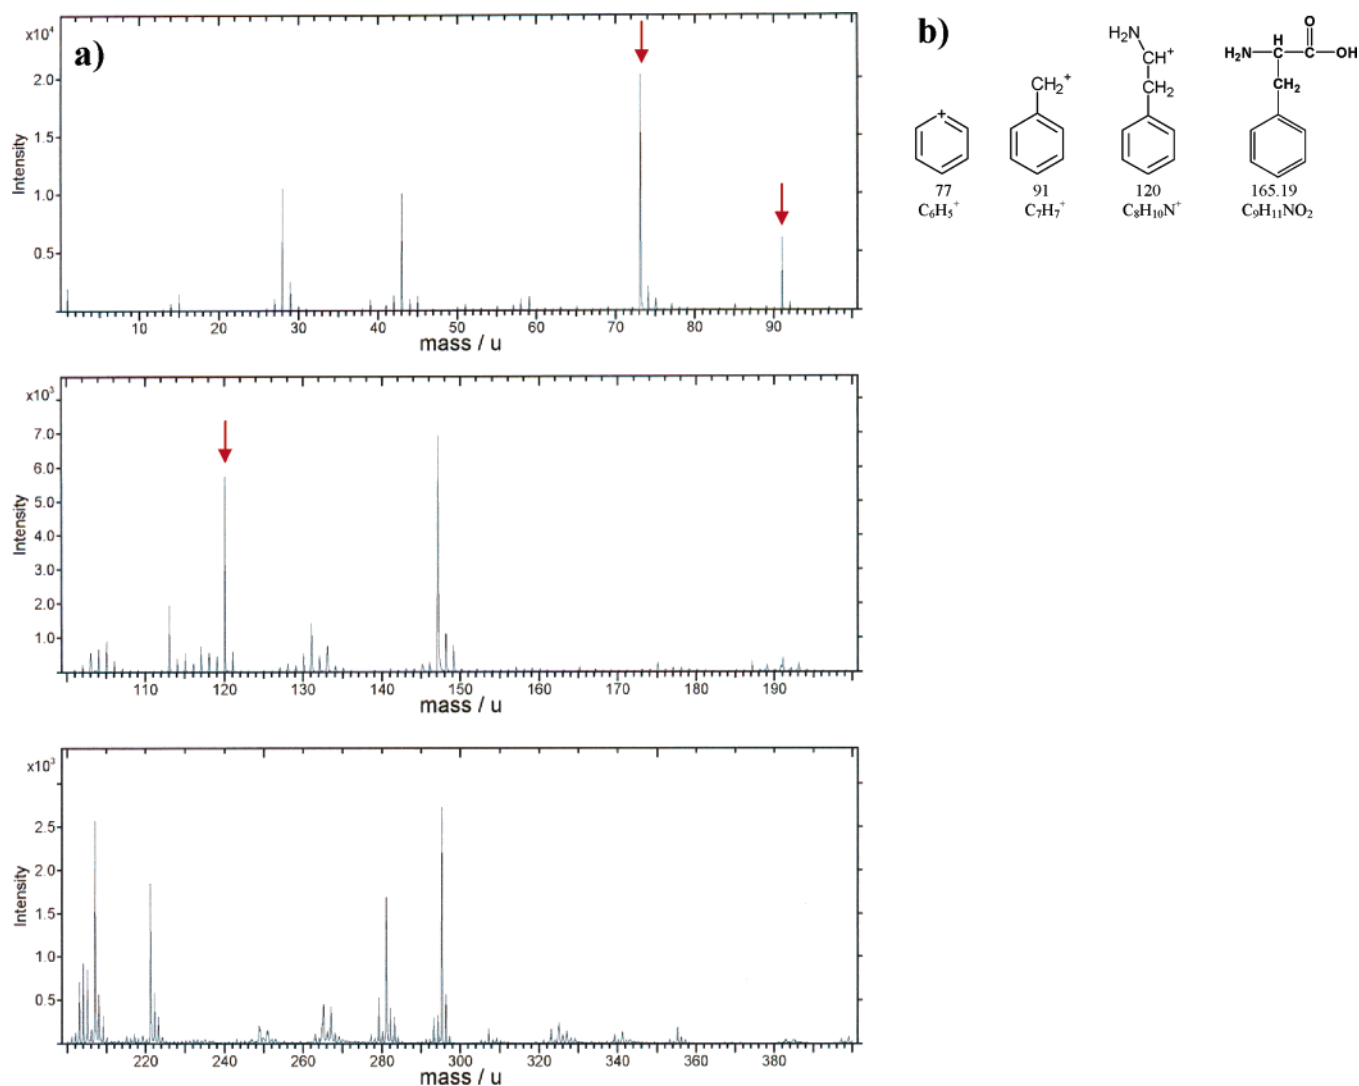 a)
x10⁴
2.0
1.5
1.0
0.5
Intensity
10 20 30 40 50 60 70 80 90
mass / u
x10³
7.0
6.0
5.0
4.0
3.0
2.0
1.0
Intensity
110 120 130 140 150 160 170 180 190
mass / u
x10³
2.5
2.0
1.5
1.0
0.5
Intensity
220 240 260 280 300 320 340 360 380
mass / u
b)
+
77
C₆H₅⁺
CH₂⁺
91
C₇H₇⁺
H₂N
CH⁺
CH₂
120
C₈H₁₀N⁺
O
H
H₂N C C OH
CH₂
165.19
C₉H₁₁NO₂